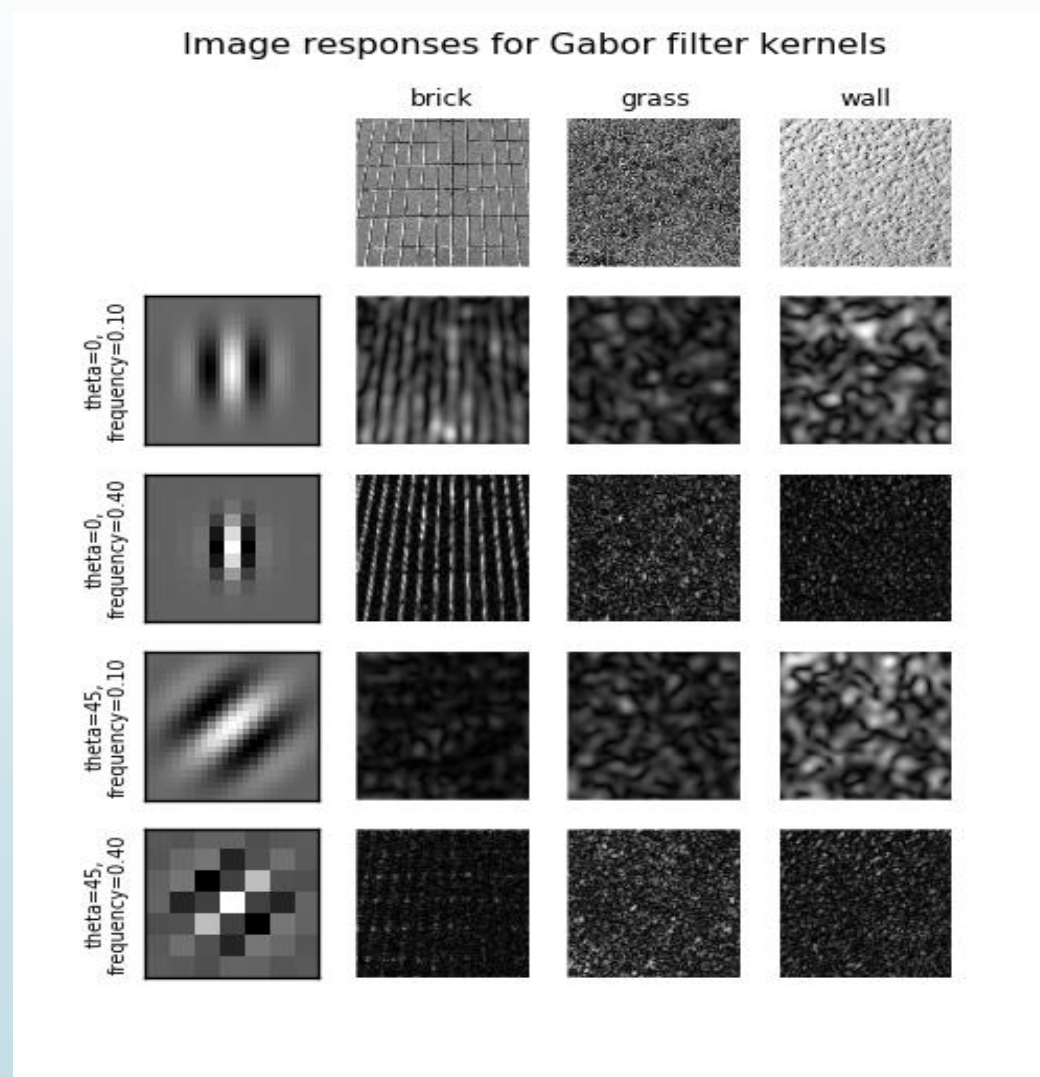 Image responses for Gabor filter kernels
brick grass wall
theta=0,
frequency=0.10
theta=0,
frequency=0.40
theta=45,
frequency=0.10
theta=45,
frequency=0.40